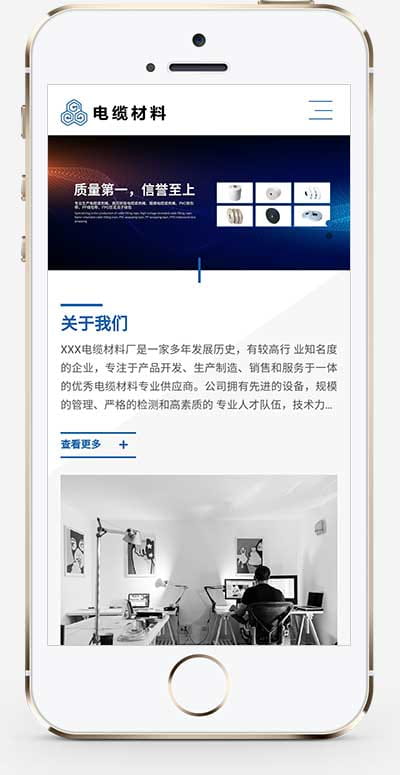 电缆材料
质量第一，信誉至上
关于我们
XXX电缆材料厂是一家多年发展历史，有较高行 业知名度
的企业，专注于产品开发、生产制造、销售和服务于一体
的优秀电缆材料专业供应商。公司拥有先进的设备，规模
的管理、严格的检测和高素质的 专业人才队伍，技术力...
查看更多 +